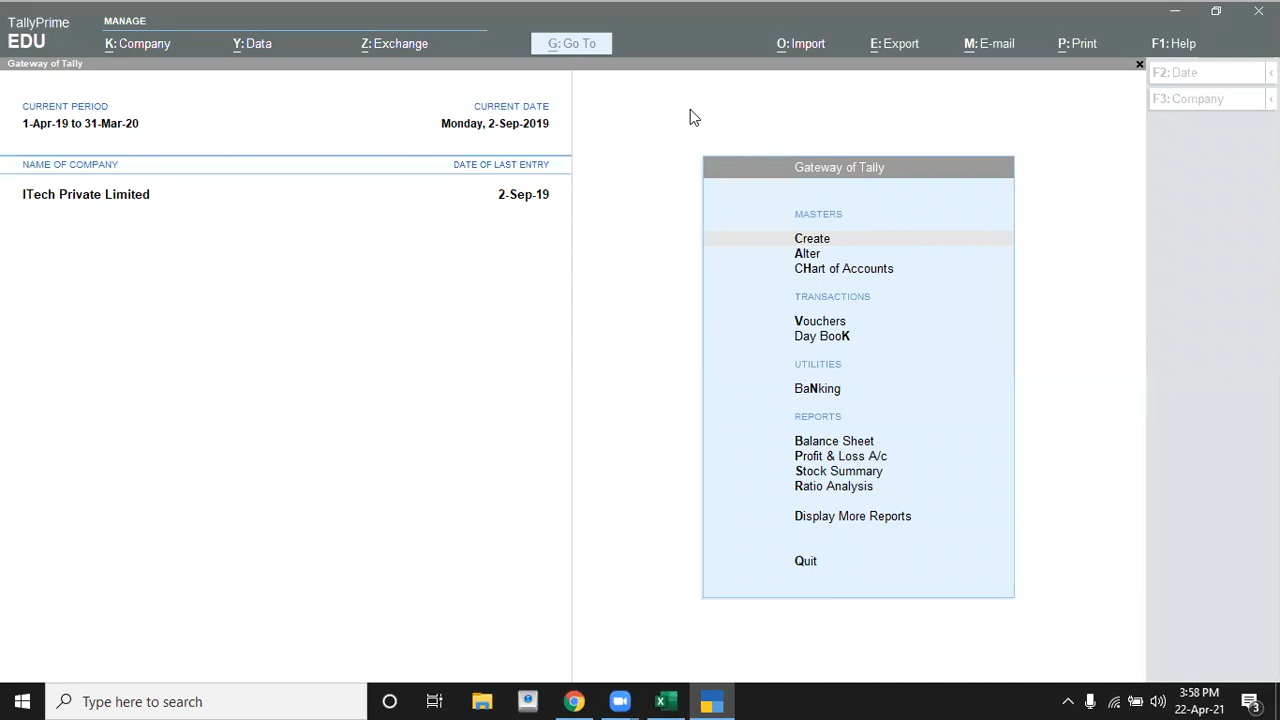 TallyPrime
EDU
MANAGE
K: Company
Y: Data
Z: Exchange
G: Go To
O: Import
E: Export
M: E-mail
P: Print
F1: Help
Gateway of Tally
F2: Date
F3: Company
CURRENT PERIOD
CURRENT DATE
1-Apr-19 to 31-Mar-20
Monday, 2-Sep-2019
NAME OF COMPANY
DATE OF LAST ENTRY
ITech Private Limited
2-Sep-19
Gateway of Tally
MASTERS
Create
Alter
CHart of Accounts
TRANSACTIONS
Vouchers
Day BooK
UTILITIES
BaNking
REPORTS
Balance Sheet
Profit & Loss A/c
Stock Summary
Ratio Analysis
Display More Reports
Quit
Type here to search
3:58 PM
22-Apr-21
3